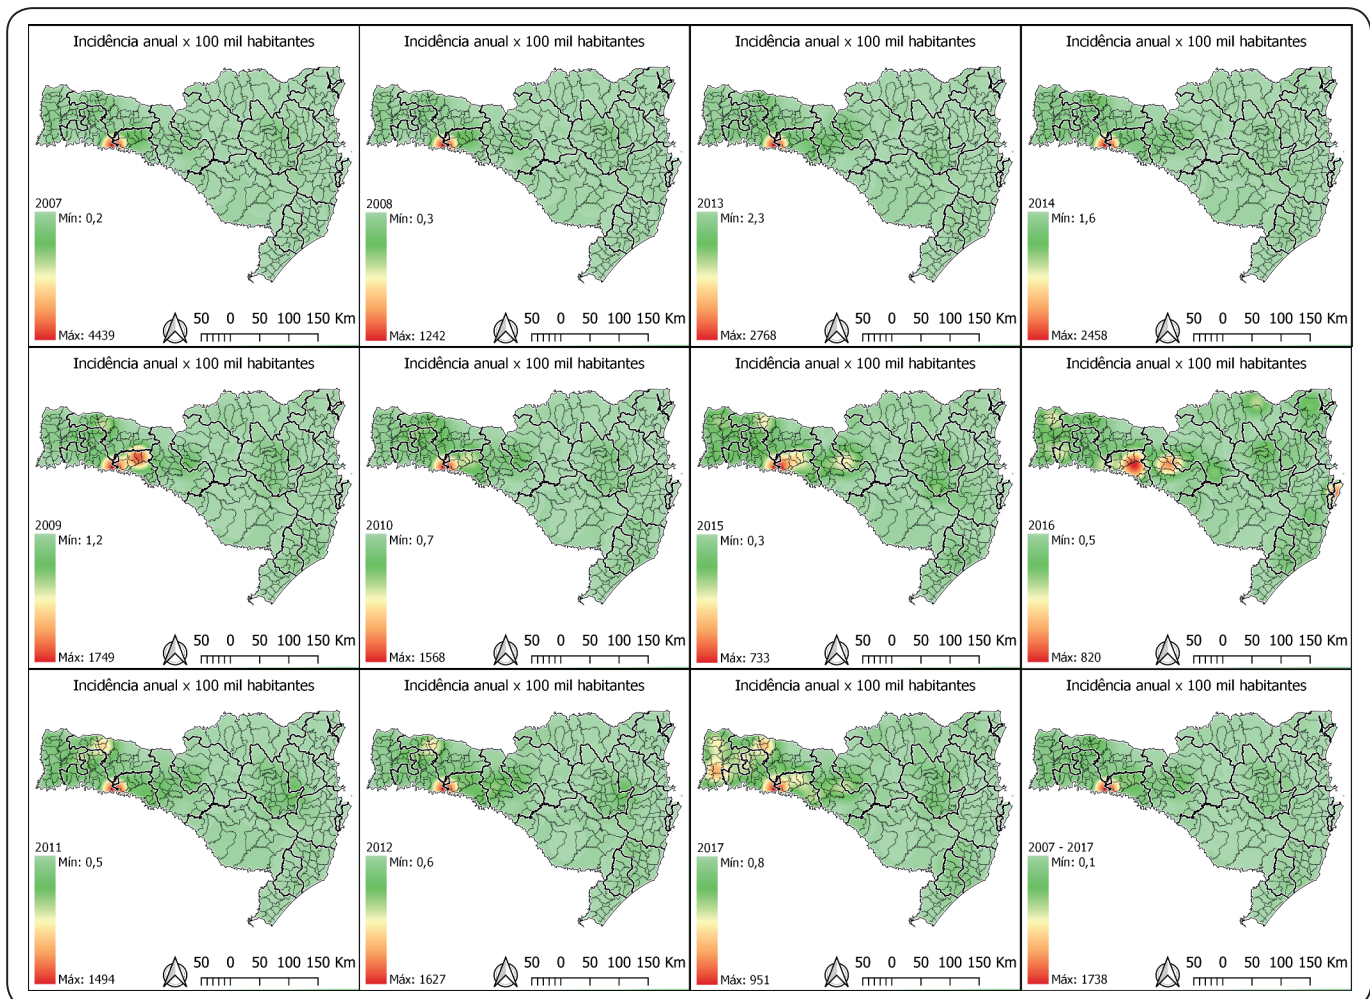 Incidência anual x 100 mil habitantes
2007
Mín: 0,2
Máx: 4439
50 0 50 100 150 Km
Incidência anual x 100 mil habitantes
2008
Mín: 0,3
Máx: 1242
50 0 50 100 150 Km
Incidência anual x 100 mil habitantes
2013
Mín: 2,3
Máx: 2768
50 0 50 100 150 Km
Incidência anual x 100 mil habitantes
2014
Mín: 1,6
Máx: 2458
50 0 50 100 150 Km
Incidência anual x 100 mil habitantes
2009
Mín: 1,2
Máx: 1749
50 0 50 100 150 Km
Incidência anual x 100 mil habitantes
2010
Mín: 0,7
Máx: 1568
50 0 50 100 150 Km
Incidência anual x 100 mil habitantes
2015
Mín: 0,3
Máx: 733
50 0 50 100 150 Km
Incidência anual x 100 mil habitantes
2016
Mín: 0,5
Máx: 820
50 0 50 100 150 Km
Incidência anual x 100 mil habitantes
2011
Mín: 0,5
Máx: 1494
50 0 50 100 150 Km
Incidência anual x 100 mil habitantes
2012
Mín: 0,6
Máx: 1627
50 0 50 100 150 Km
Incidência anual x 100 mil habitantes
2017
Mín: 0,8
Máx: 951
50 0 50 100 150 Km
Incidência anual x 100 mil habitantes
2007 - 2017
Mín: 0,1
Máx: 1738
50 0 50 100 150 Km